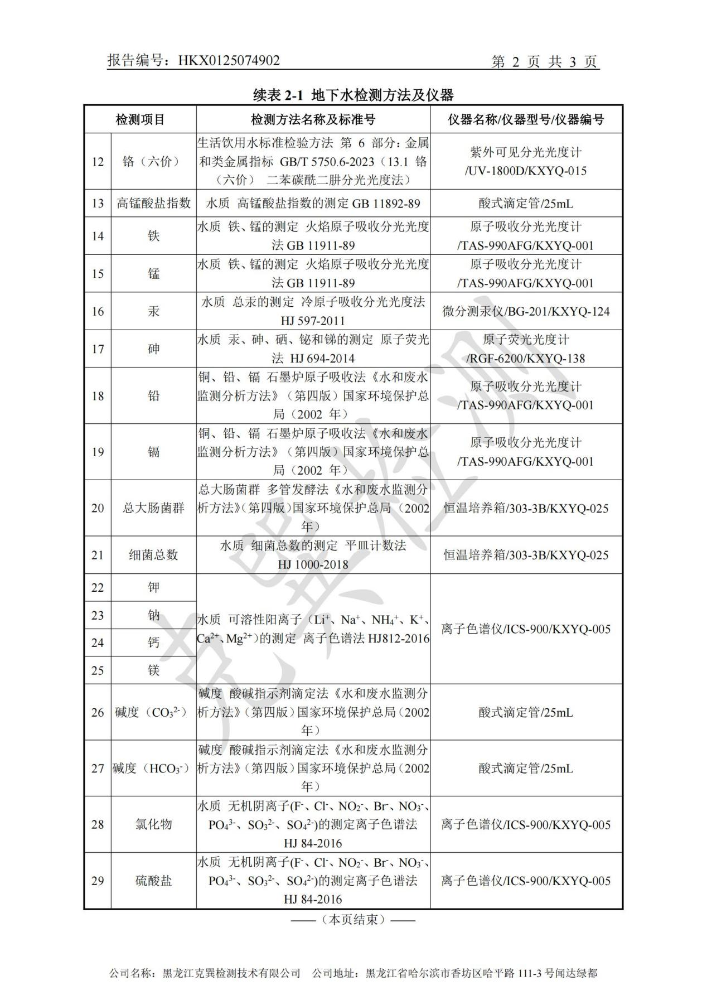 报告编号：HKX0125074902
第 2 页 共 3 页
续表 2-1 地下水检测方法及仪器
检测项目
检测方法名称及标准号
仪器名称/仪器型号/仪器编号
12
铬（六价）
生活饮用水标准检验方法 第 6 部分：金属
和类金属指标 GB/T 5750.6-2023（13.1 铬
（六价） 二苯碳酰二肼分光光度法）
紫外可见分光光度计
/UV-1800D/KXYQ-015
13
高锰酸盐指数
水质 高锰酸盐指数的测定 GB 11892-89
酸式滴定管/25mL
14
铁
水质 铁、锰的测定 火焰原子吸收分光光度
法 GB 11911-89
原子吸收分光光度计
/TAS-990AFG/KXYQ-001
15
锰
水质 铁、锰的测定 火焰原子吸收分光光度
法 GB 11911-89
原子吸收分光光度计
/TAS-990AFG/KXYQ-001
16
汞
水质 总汞的测定 冷原子吸收分光光度法
HJ 597-2011
微分测汞仪/BG-201/KXYQ-124
17
砷
水质 汞、砷、硒、铋和锑的测定 原子荧光
法 HJ 694-2014
原子荧光光度计
/RGF-6200/KXYQ-138
18
铅
铜、铅、镉 石墨炉原子吸收法《水和废水
监测分析方法》（第四版）国家环境保护总
局（2002 年）
原子吸收分光光度计
/TAS-990AFG/KXYQ-001
19
镉
铜、铅、镉 石墨炉原子吸收法《水和废水
监测分析方法》（第四版）国家环境保护总
局（2002 年）
原子吸收分光光度计
/TAS-990AFG/KXYQ-001
20
总大肠菌群
总大肠菌群 多管发酵法《水和废水监测分
析方法》（第四版）国家环境保护总局（2002
年）
恒温培养箱/303-3B/KXYQ-025
21
细菌总数
水质 细菌总数的测定 平皿计数法
HJ 1000-2018
恒温培养箱/303-3B/KXYQ-025
22
钾
23
钠
24
钙
25
镁
水质 可溶性阳离子（Li⁺、Na⁺、NH₄⁺、K⁺、
Ca²⁺、Mg²⁺）的测定 离子色谱法 HJ812-2016
离子色谱仪/ICS-900/KXYQ-005
26
碱度（CO₃²⁻）
碱度 酸碱指示剂滴定法《水和废水监测分
析方法》（第四版）国家环境保护总局（2002
年）
酸式滴定管/25mL
27
碱度（HCO₃⁻）
碱度 酸碱指示剂滴定法《水和废水监测分
析方法》（第四版）国家环境保护总局（2002
年）
酸式滴定管/25mL
28
氯化物
水质 无机阴离子(F⁻、Cl⁻、NO₂⁻、Br⁻、NO₃⁻、
PO₄³⁻、SO₃²⁻、SO₄²⁻)的测定离子色谱法
HJ 84-2016
离子色谱仪/ICS-900/KXYQ-005
29
硫酸盐
水质 无机阴离子(F⁻、Cl⁻、NO₂⁻、Br⁻、NO₃⁻、
PO₄³⁻、SO₃²⁻、SO₄²⁻)的测定离子色谱法
HJ 84-2016
离子色谱仪/ICS-900/KXYQ-005
——（本页结束）——
公司名称：黑龙江克巽检测技术有限公司 公司地址：黑龙江省哈尔滨市香坊区哈平路 111-3 号闻达绿都
克巽检测